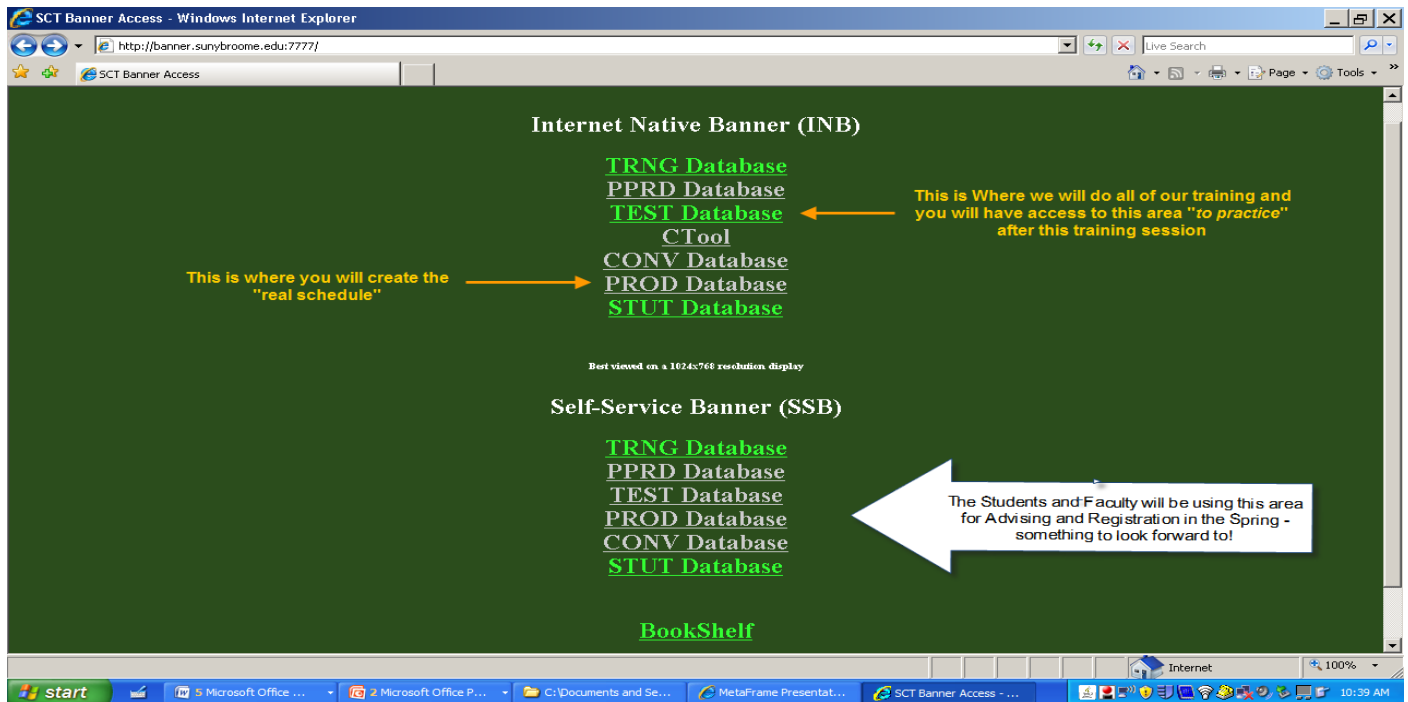 SCT Banner Access - Windows Internet Explorer
http://banner.sunybroome.edu:7777/
Live Search
SCT Banner Access
Page
Tools
Internet Native Banner (INB)
TRNG Database
PPRD Database
TEST Database
This is Where we will do all of our training and
you will have access to this area "to practice"
after this training session
CTool
CONV Database
This is where you will create the
"real schedule"
PROD Database
STUT Database
Best viewed on a 1024x768 resolution display
Self-Service Banner (SSB)
TRNG Database
PPRD Database
TEST Database
PROD Database
CONV Database
STUT Database
The Students and Faculty will be using this area
for Advising and Registration in the Spring -
something to look forward to!
BookShelf
Internet
100%
start
5 Microsoft Office ...
2 Microsoft Office P...
C:\Documents and Se...
MetaFrame Presentat...
SCT Banner Access - ...
10:39 AM